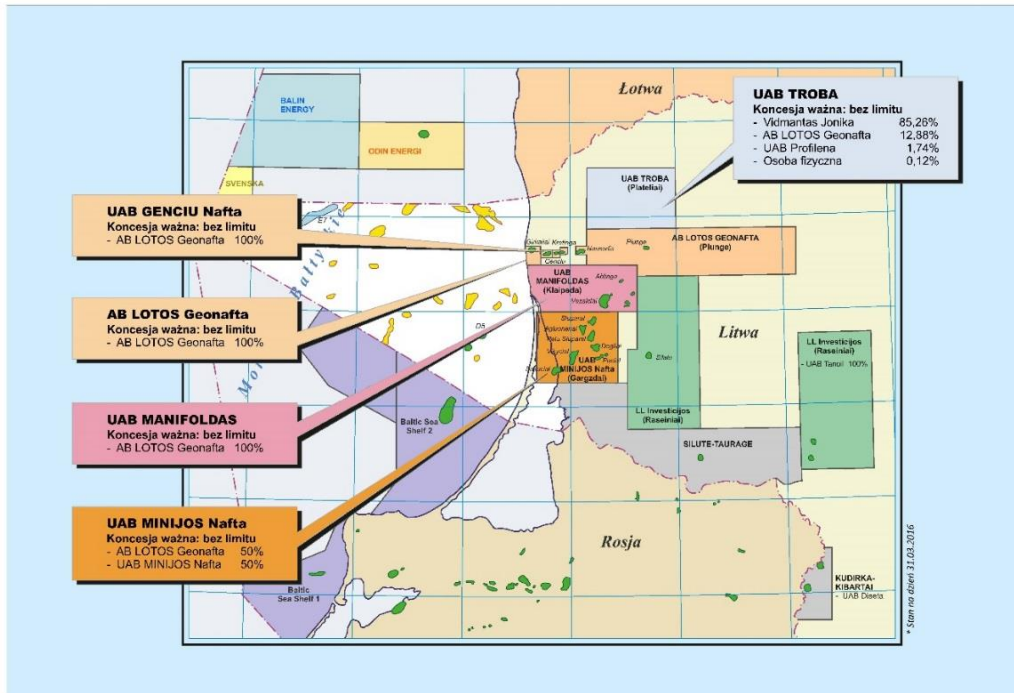 UAB TROBA
Koncesja ważna: bez limitu
- Vidmantas Jonika 85,26%
- AB LOTOS Geonafta 12,88%
- UAB Profilena 1,74%
- Osoba fizyczna 0,12%
Łotwa
BALIN
ENERGY
ODIN ENERGI
SVENSKA
UAB TROBA
(Plateliai)
UAB GENCIU Nafta
Koncesja ważna: bez limitu
- AB LOTOS Geonafta 100%
E7
Bałtyckie
Kretinga
Plunge
AB LOTOS GEONAFTA
(Plunge)
UAB
MANIFOLDAS
(Klaipeda)
Ablinga
Vezaiciai
AB LOTOS Geonafta
Koncesja ważna: bez limitu
- AB LOTOS Geonafta 100%
D5
Litwa
LL Investicijos
(Raseiniai)
- UAB Tanoil 100%
UAB
MINIJOS Nafta
(Gargzdai)
UAB MANIFOLDAS
Koncesja ważna: bez limitu
- AB LOTOS Geonafta 100%
Baltic Sea
Shelf 2
LL Investicijos
(Raseiniai)
SILUTE-TAURAGE
UAB MINIJOS Nafta
Koncesja ważna: bez limitu
- AB LOTOS Geonafta 50%
- UAB MINIJOS Nafta 50%
Rosja
Baltic
Sea Shelf 1
KUDIRKA-
KIBARTAI
- UAB Diseta
* Stan na dzień 31.03.2016